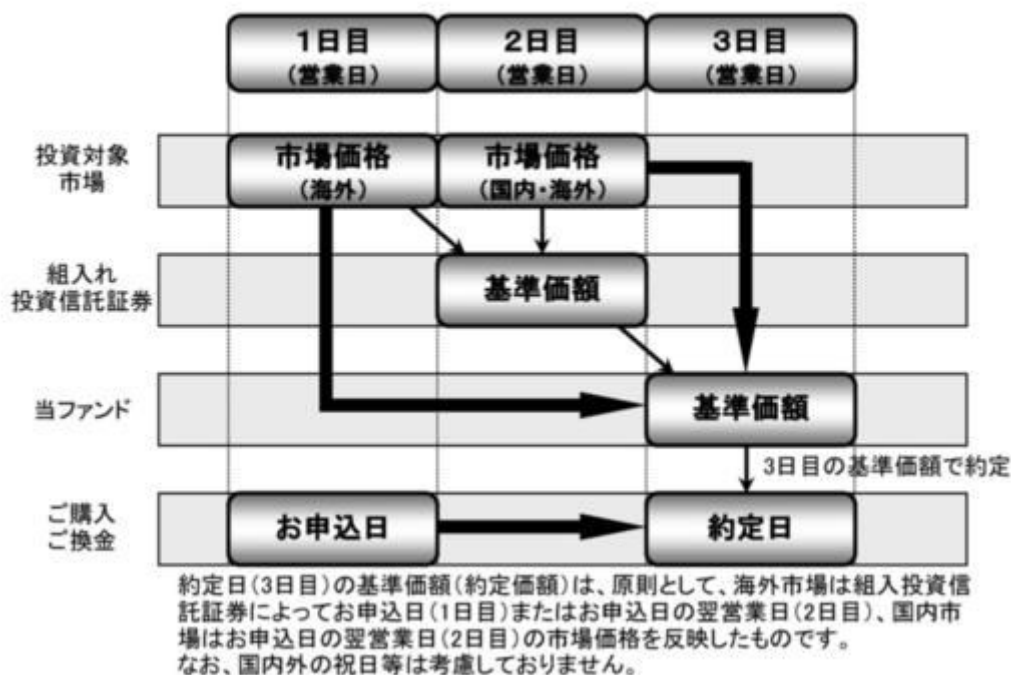 1日目
(営業日)
2日目
(営業日)
3日目
(営業日)
投資対象
市場
市場価格
(海外)
市場価格
(国内・海外)
組入れ
投資信託証券
基準価額
当ファンド
基準価額
3日目の基準価額で約定
ご購入
ご換金
お申込日
約定日
約定日(3日目)の基準価額(約定価額)は、原則として、海外市場は組入投資信
託証券によってお申込日(1日目)またはお申込日の翌営業日(2日目)、国内市
場はお申込日の翌営業日(2日目)の市場価格を反映したものです。
なお、国内外の祝日等は考慮しておりません。